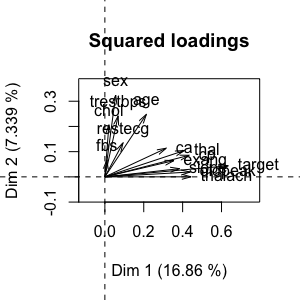 Squared loadings
sex
age
trestbps
chol
restecg
fbs
ca
thal
exang
target
thalach
0.3
0.1
-0.1
Dim 2 (7.339 %)
0.0 0.2 0.4 0.6
Dim 1 (16.86 %)